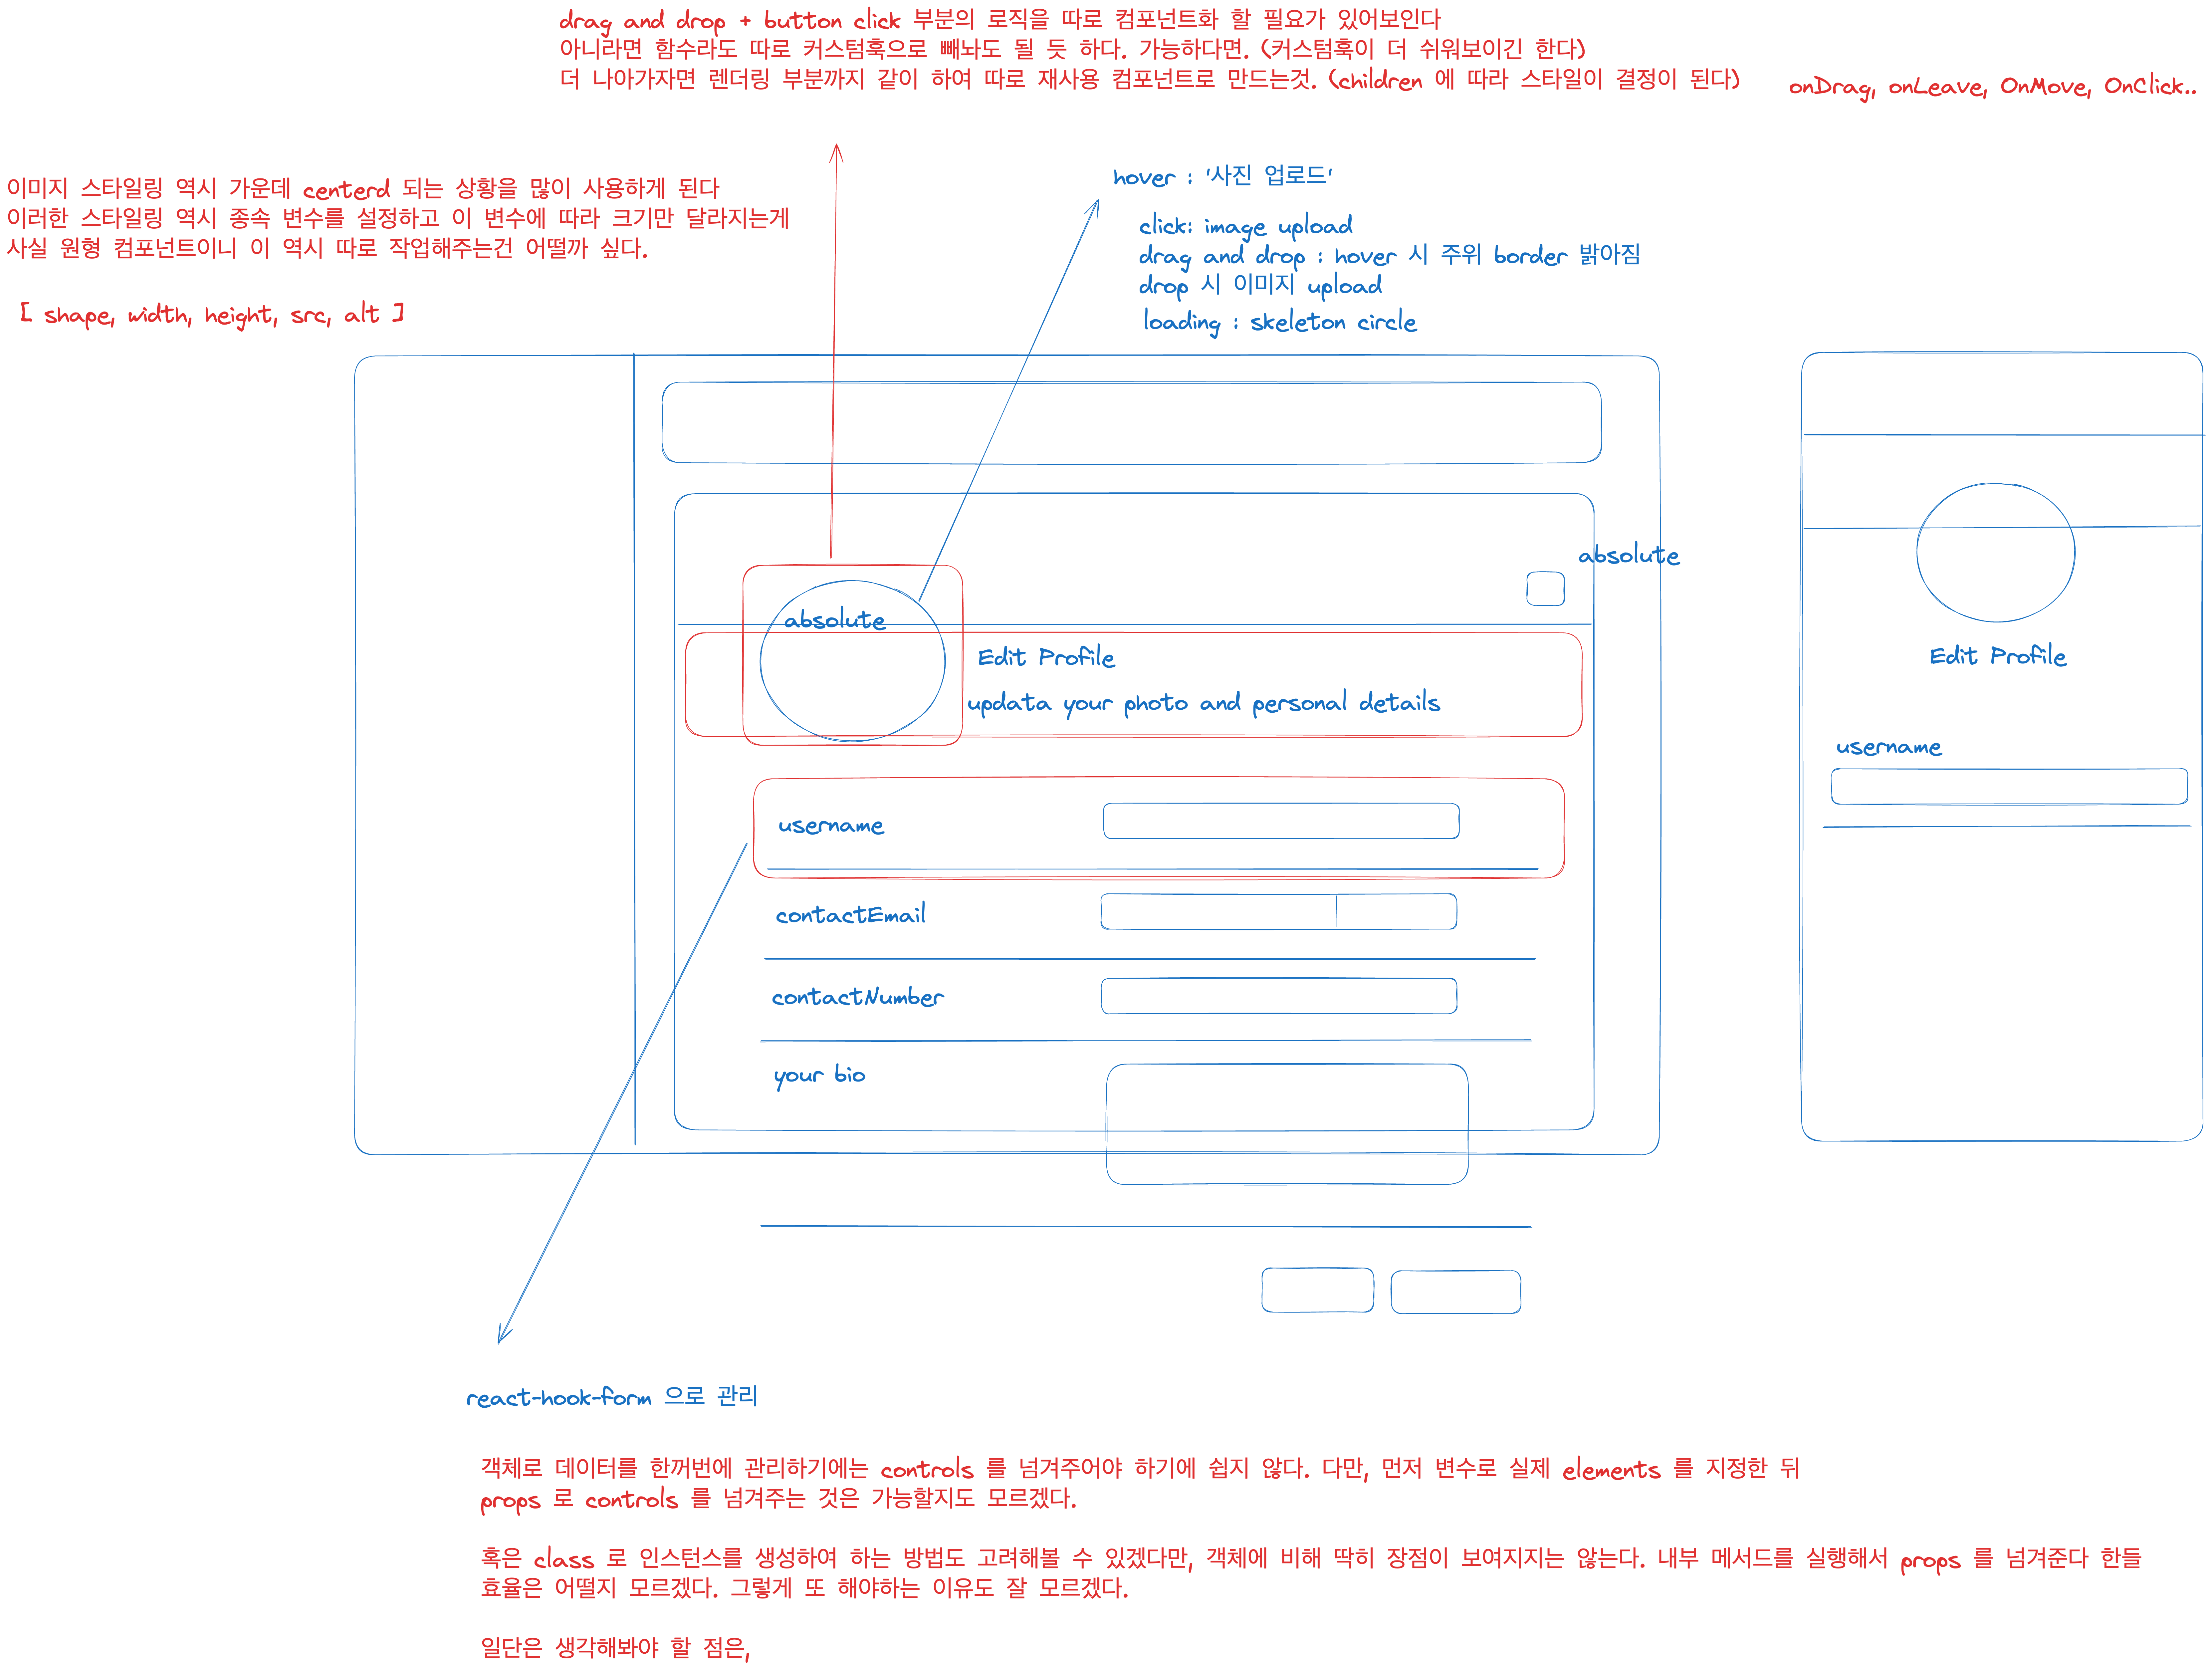 drag and drop + button click 부분의 로직을 따로 컴포넌트화 할 필요가 있어보인다
아니라면 함수라도 따로 커스텀훅으로 빼놔도 될 듯 하다. 가능하다면. (커스텀훅이 더 쉬워보이긴 한다)
더 나아가자면 렌더링 부분까지 같이 하여 따로 재사용 컴포넌트로 만드는것. (children 에 따라 스타일이 결정이 된다)
onDrag, onLeave, OnMove, OnClick..
이미지 스타일링 역시 가운데 centerd 되는 상황을 많이 사용하게 된다
이러한 스타일링 역시 종속 변수를 설정하고 이 변수에 따라 크기만 달라지는게
사실 원형 컴포넌트이니 이 역시 따로 작업해주는건 어떨까 싶다.
[ shape, width, height, src, alt ]
hover : '사진 업로드'
click: image upload
drag and drop : hover 시 주위 border 밝아짐
drop 시 이미지 upload
loading : skeleton circle
absolute
absolute
Edit Profile
updata your photo and personal details
username
contactEmail
contactNumber
your bio
Edit Profile
username
react-hook-form 으로 관리
객체로 데이터를 한꺼번에 관리하기에는 controls 를 넘겨주어야 하기에 쉽지 않다. 다만, 먼저 변수로 실제 elements 를 지정한 뒤
props 로 controls 를 넘겨주는 것은 가능할지도 모르겠다.
혹은 class 로 인스턴스를 생성하여 하는 방법도 고려해볼 수 있겠다만, 객체에 비해 딱히 장점이 보여지지는 않는다. 내부 메서드를 실행해서 props 를 넘겨준다 한들
효율은 어떨지 모르겠다. 그렇게 또 해야하는 이유도 잘 모르겠다.
일단은 생각해봐야 할 점은,